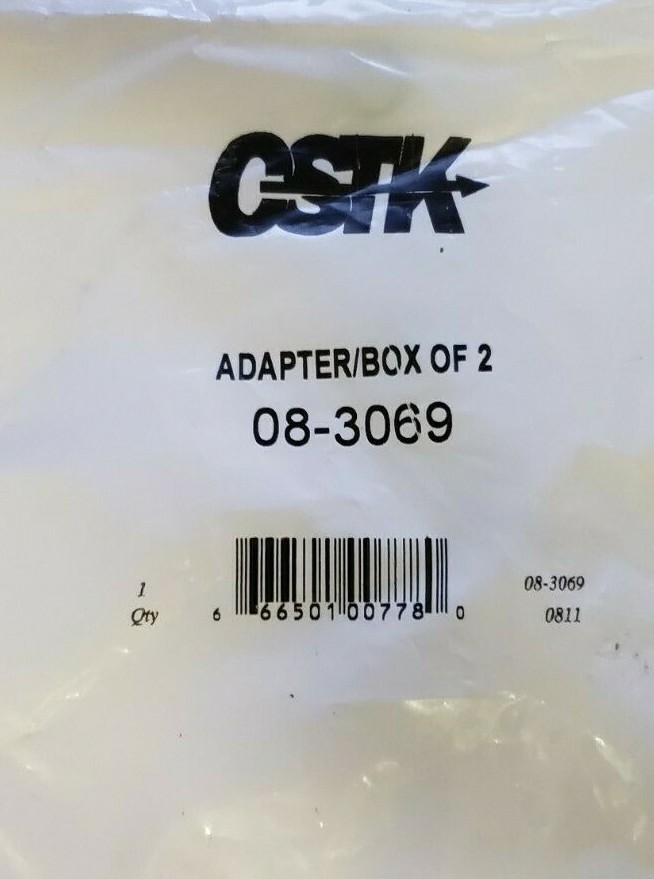 CSTK
ADAPTER/BOX OF 2
08-3069
1
Qty
6 66501 00778 0
08-3069
0811